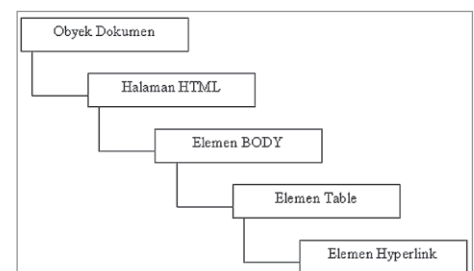 Obyek Dokumen
Halaman HTML
Elemen BODY
Elemen Table
Elemen Hyperlink